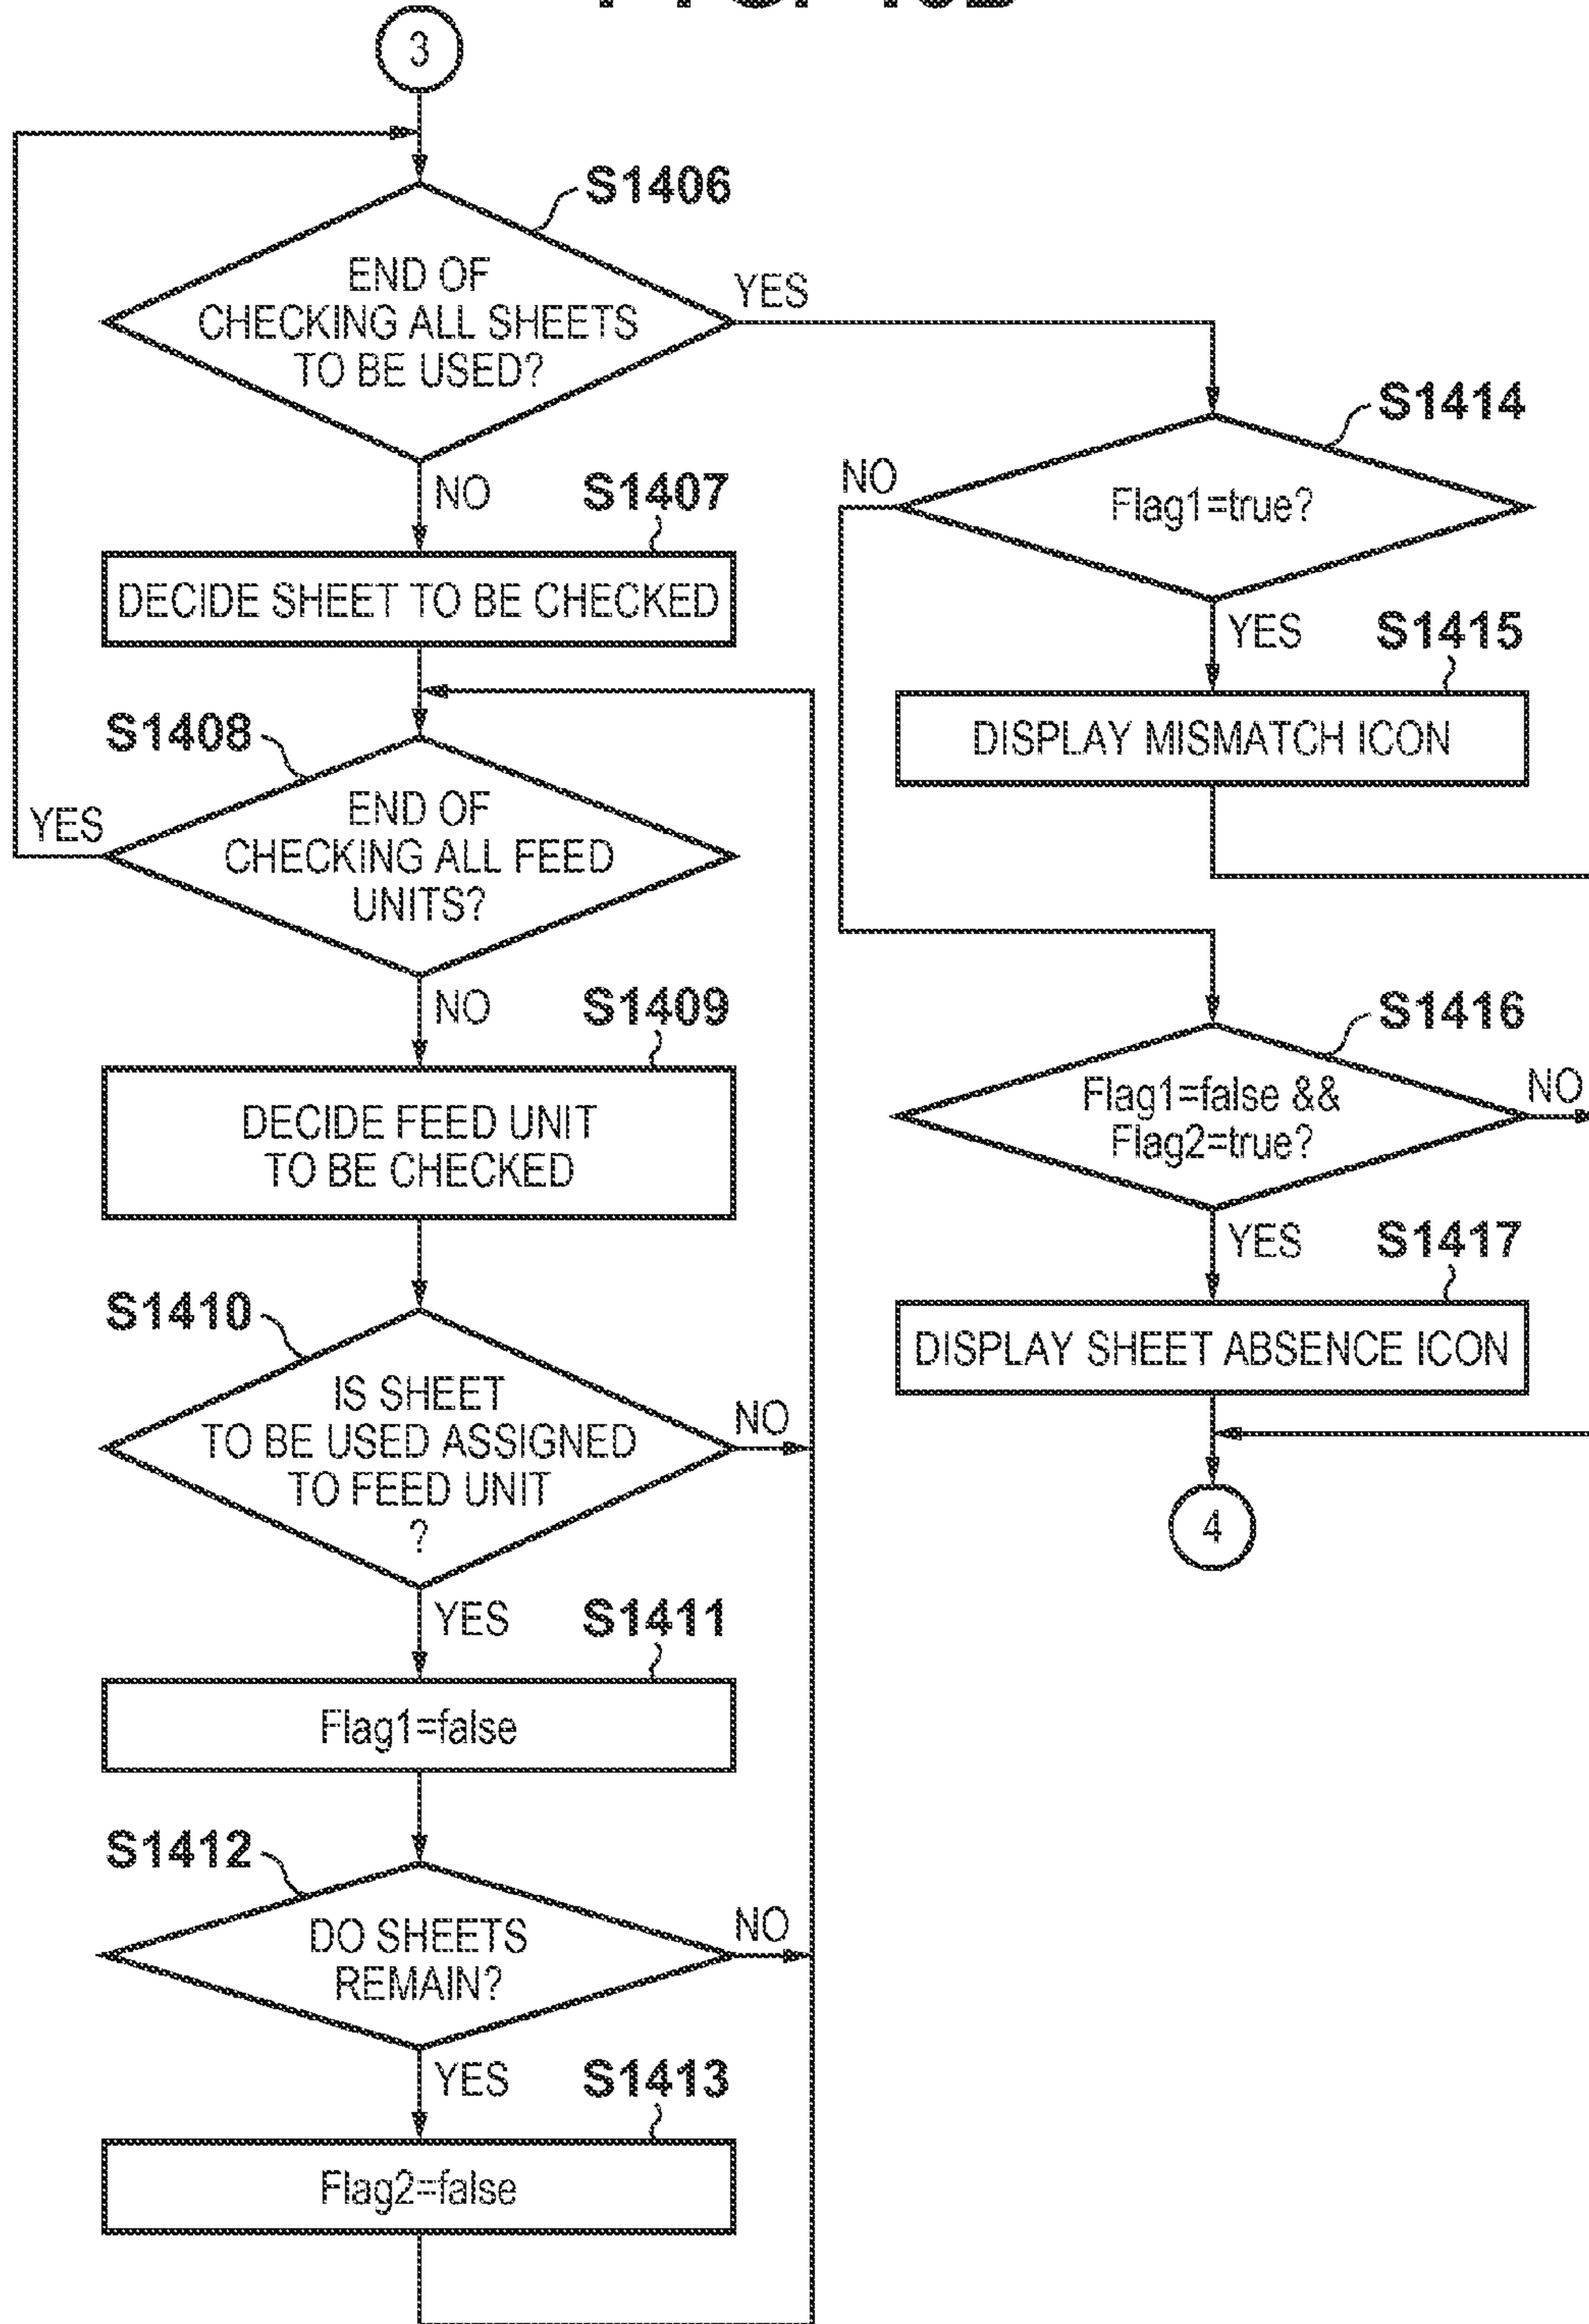 3
S1406
END OF
CHECKING ALL SHEETS
TO BE USED?
YES
NO
S1407
DECIDE SHEET TO BE CHECKED
S1408
END OF
CHECKING ALL FEED
UNITS?
YES
NO
S1409
DECIDE FEED UNIT
TO BE CHECKED
S1410
IS SHEET
TO BE USED ASSIGNED
TO FEED UNIT
?
NO
YES
S1411
Flag1=false
S1412
DO SHEETS
REMAIN?
NO
YES
S1413
Flag2=false
S1414
NO
Flag1=true?
YES
S1415
DISPLAY MISMATCH ICON
S1416
Flag1=false &&
Flag2=true?
NO
YES
S1417
DISPLAY SHEET ABSENCE ICON
4